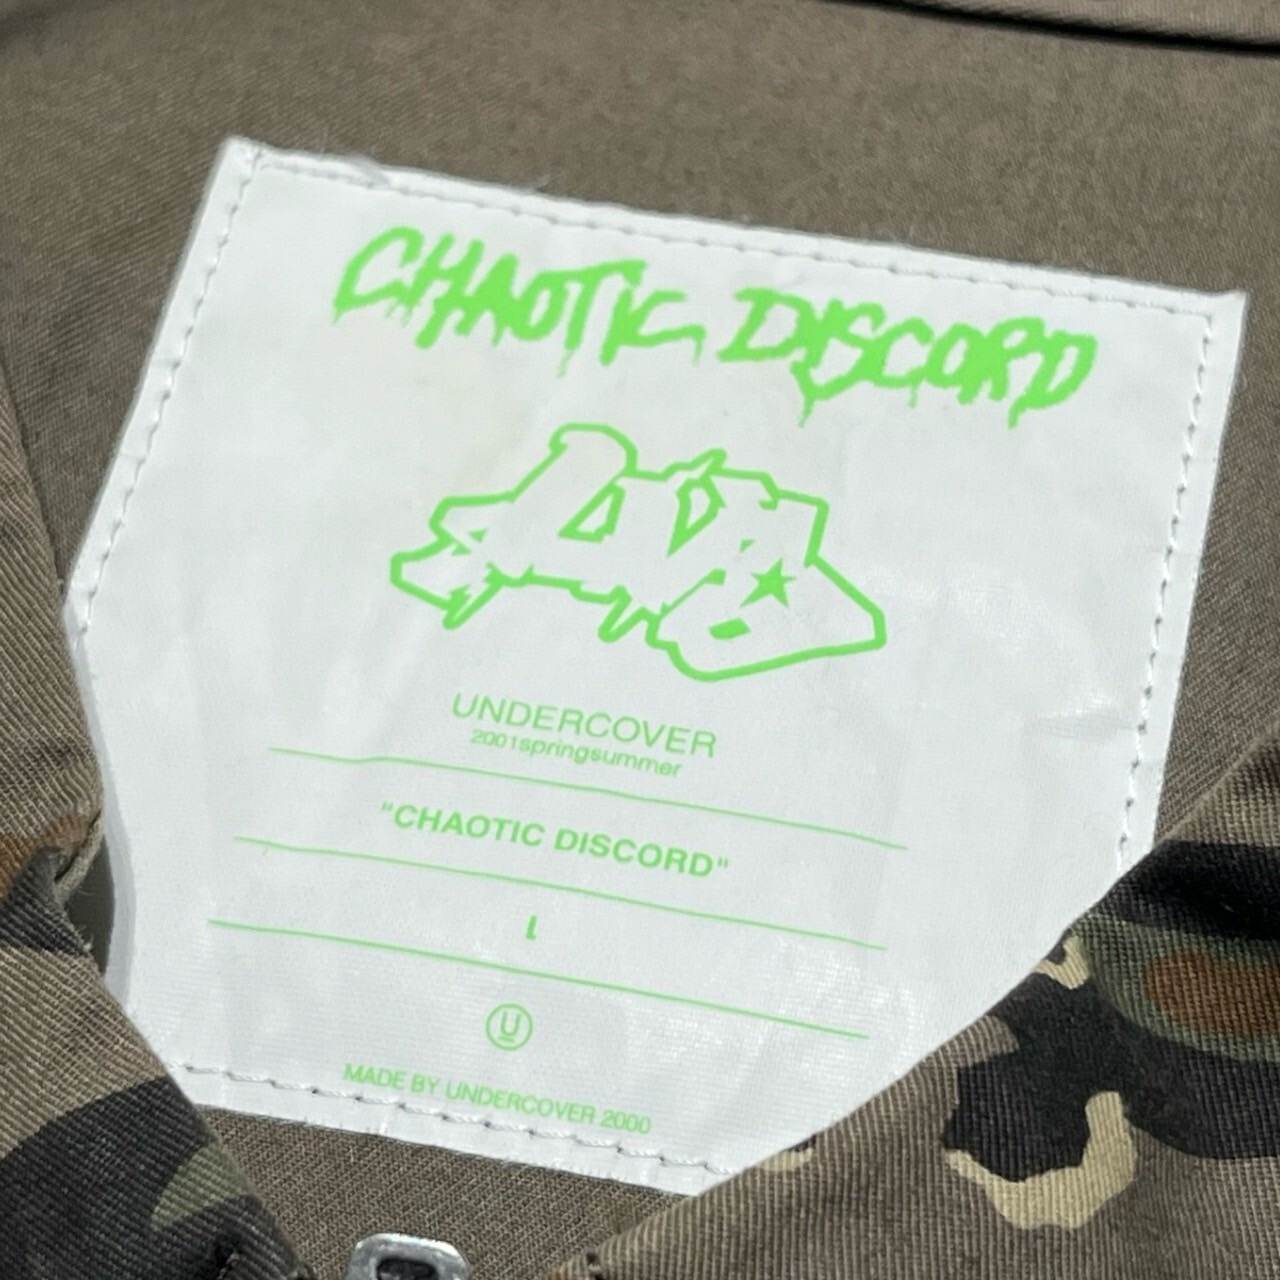 CHAOTIC DISCORD
UNDERCOVER
2001springsummer
"CHAOTIC DISCORD"
L
U
MADE BY UNDERCOVER 2000